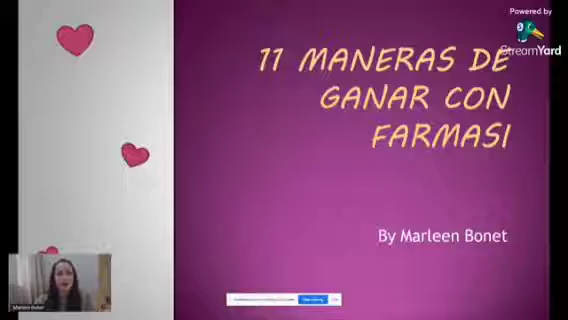 Powered by
StreamYard
11 MANERAS DE
GANAR CON
FARMASI
By Marleen Bonet